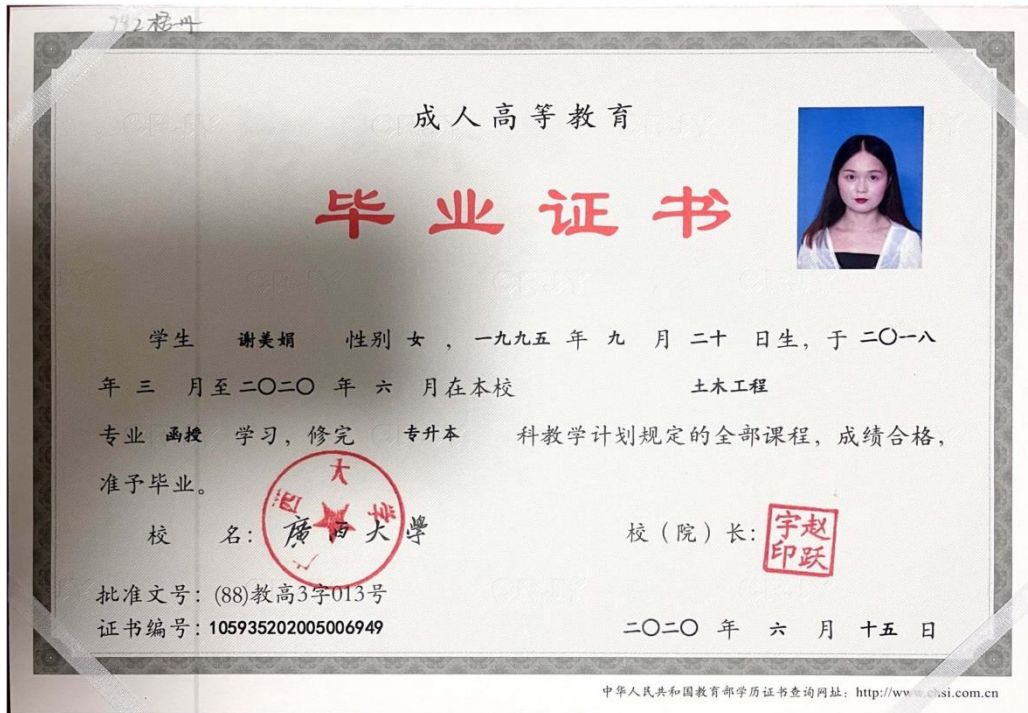 成人高等教育
毕业证书
学生 谢美娟 性别 女 ，一九九五 年 九 月 二十 日生，于 二〇一八
年 三 月至 二〇二〇 年 六 月在本校 土木工程
专业 函授 学习，修完 专升本 科教学计划规定的全部课程，成绩合格，
准予毕业。
广西大学
校 名：廣西大學 校（院）长：赵跃宇印
批准文号：(88)教高3字013号
证书编号：105935202005006949 二〇二〇 年 六 月 十五 日
中华人民共和国教育部学历证书查询网址：http://www.chsi.com.cn